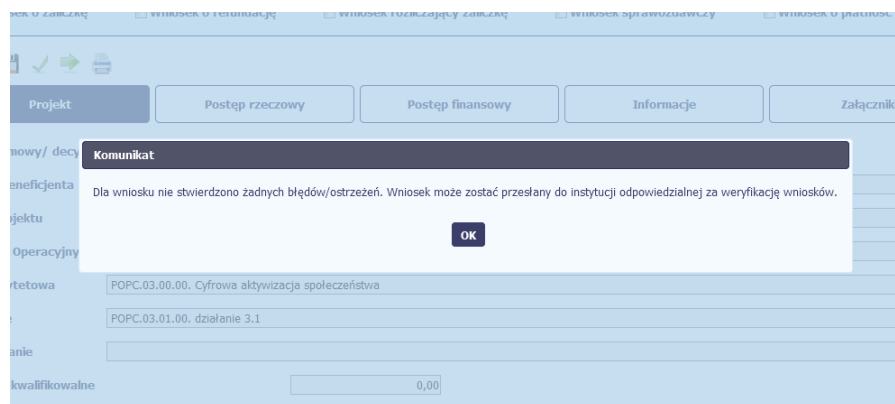 Wniosek o refundację Wniosek rozliczający zaliczkę Wniosek sprawozdawczy Wniosek o płatność
Projekt Postęp rzeczowy Postęp finansowy Informacje
Komunikat
Dla wniosku nie stwierdzono żadnych błędów/ostrzeżeń. Wniosek może zostać przesłany do instytucji odpowiedzialnej za weryfikację wniosków.
OK
Operacyjny
POPC.03.00.00. Cyfrowa aktywizacja społeczeństwa
POPC.03.01.00. działanie 3.1
kwalifikowalne 0,00